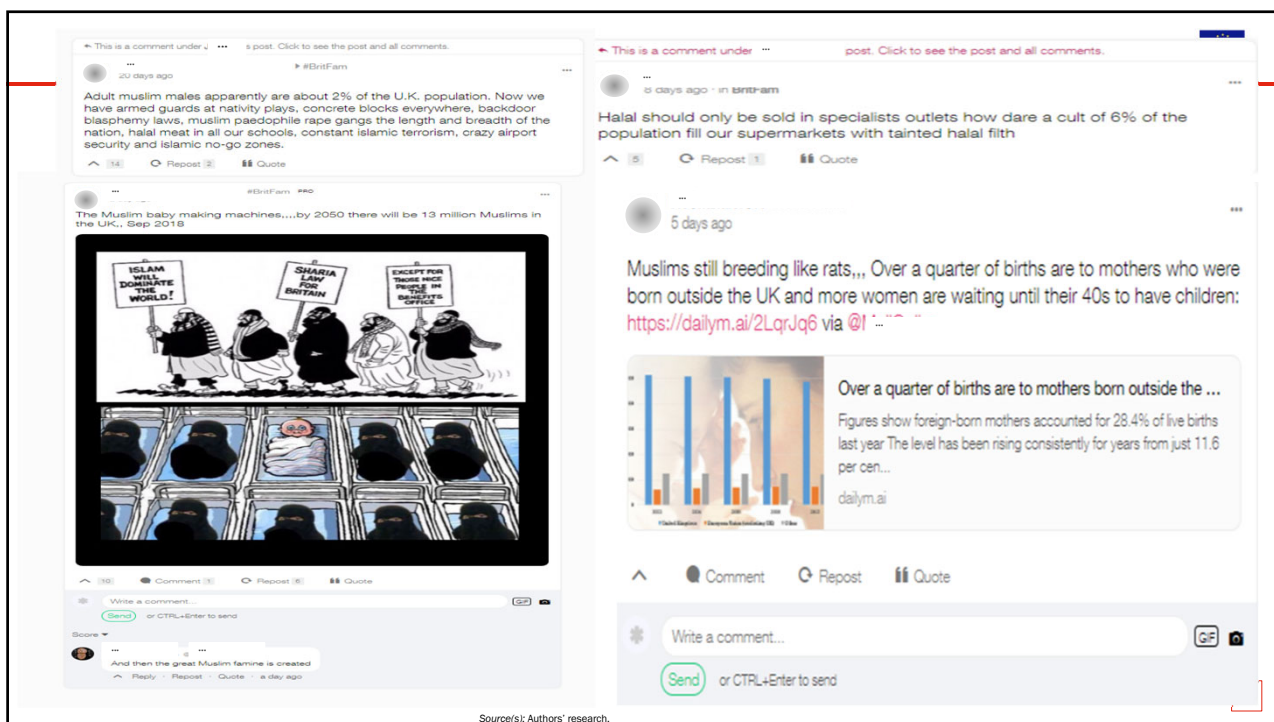 This is a comment under
s post. Click to see the post and all comments.
...
20 days ago
#BritFam
Adult muslim males apparently are about 2% of the U.K. population. Now we
have armed guards at nativity plays, concrete blocks everywhere, backdoor
blasphemy laws, muslim paedophile rape gangs the length and breadth of the
nation, halal meat in all our schools, constant islamic terrorism, crazy airport
security and islamic no-go zones.
14 Repost 2 Quote
...
#BritFam PRO
The Muslim baby making machines,,,,by 2050 there will be 13 million Muslims in
the UK,, Sep 2018
ISLAM
WILL
DOMINATE
THE
WORLD!
SHARIA
LAW
FOR
BRITAIN
EXCEPT FOR
THOSE NICE
PEOPLE IN
THE
BENEFITS
OFFICE
10 Comment 1 Repost 6 Quote
Write a comment...
GIF
Send or CTRL+Enter to send
Score
...
And then the great Muslim famine is created
Reply · Repost · Quote · a day ago
This is a comment under ... post. Click to see the post and all comments.
...
8 days ago · in BritFam
Halal should only be sold in specialists outlets how dare a cult of 6% of the
population fill our supermarkets with tainted halal filth
5 Repost 1 Quote
...
5 days ago
Muslims still breeding like rats,,, Over a quarter of births are to mothers who were
born outside the UK and more women are waiting until their 40s to have children:
https://dailym.ai/2LqrJq6 via
Over a quarter of births are to mothers born outside the ...
Figures show foreign-born mothers accounted for 28.4% of live births
last year The level has been rising consistently for years from just 11.6
per cen...
dailym.ai
Comment Repost Quote
Write a comment...
GIF
Send or CTRL+Enter to send
Source(s): Authors' research.